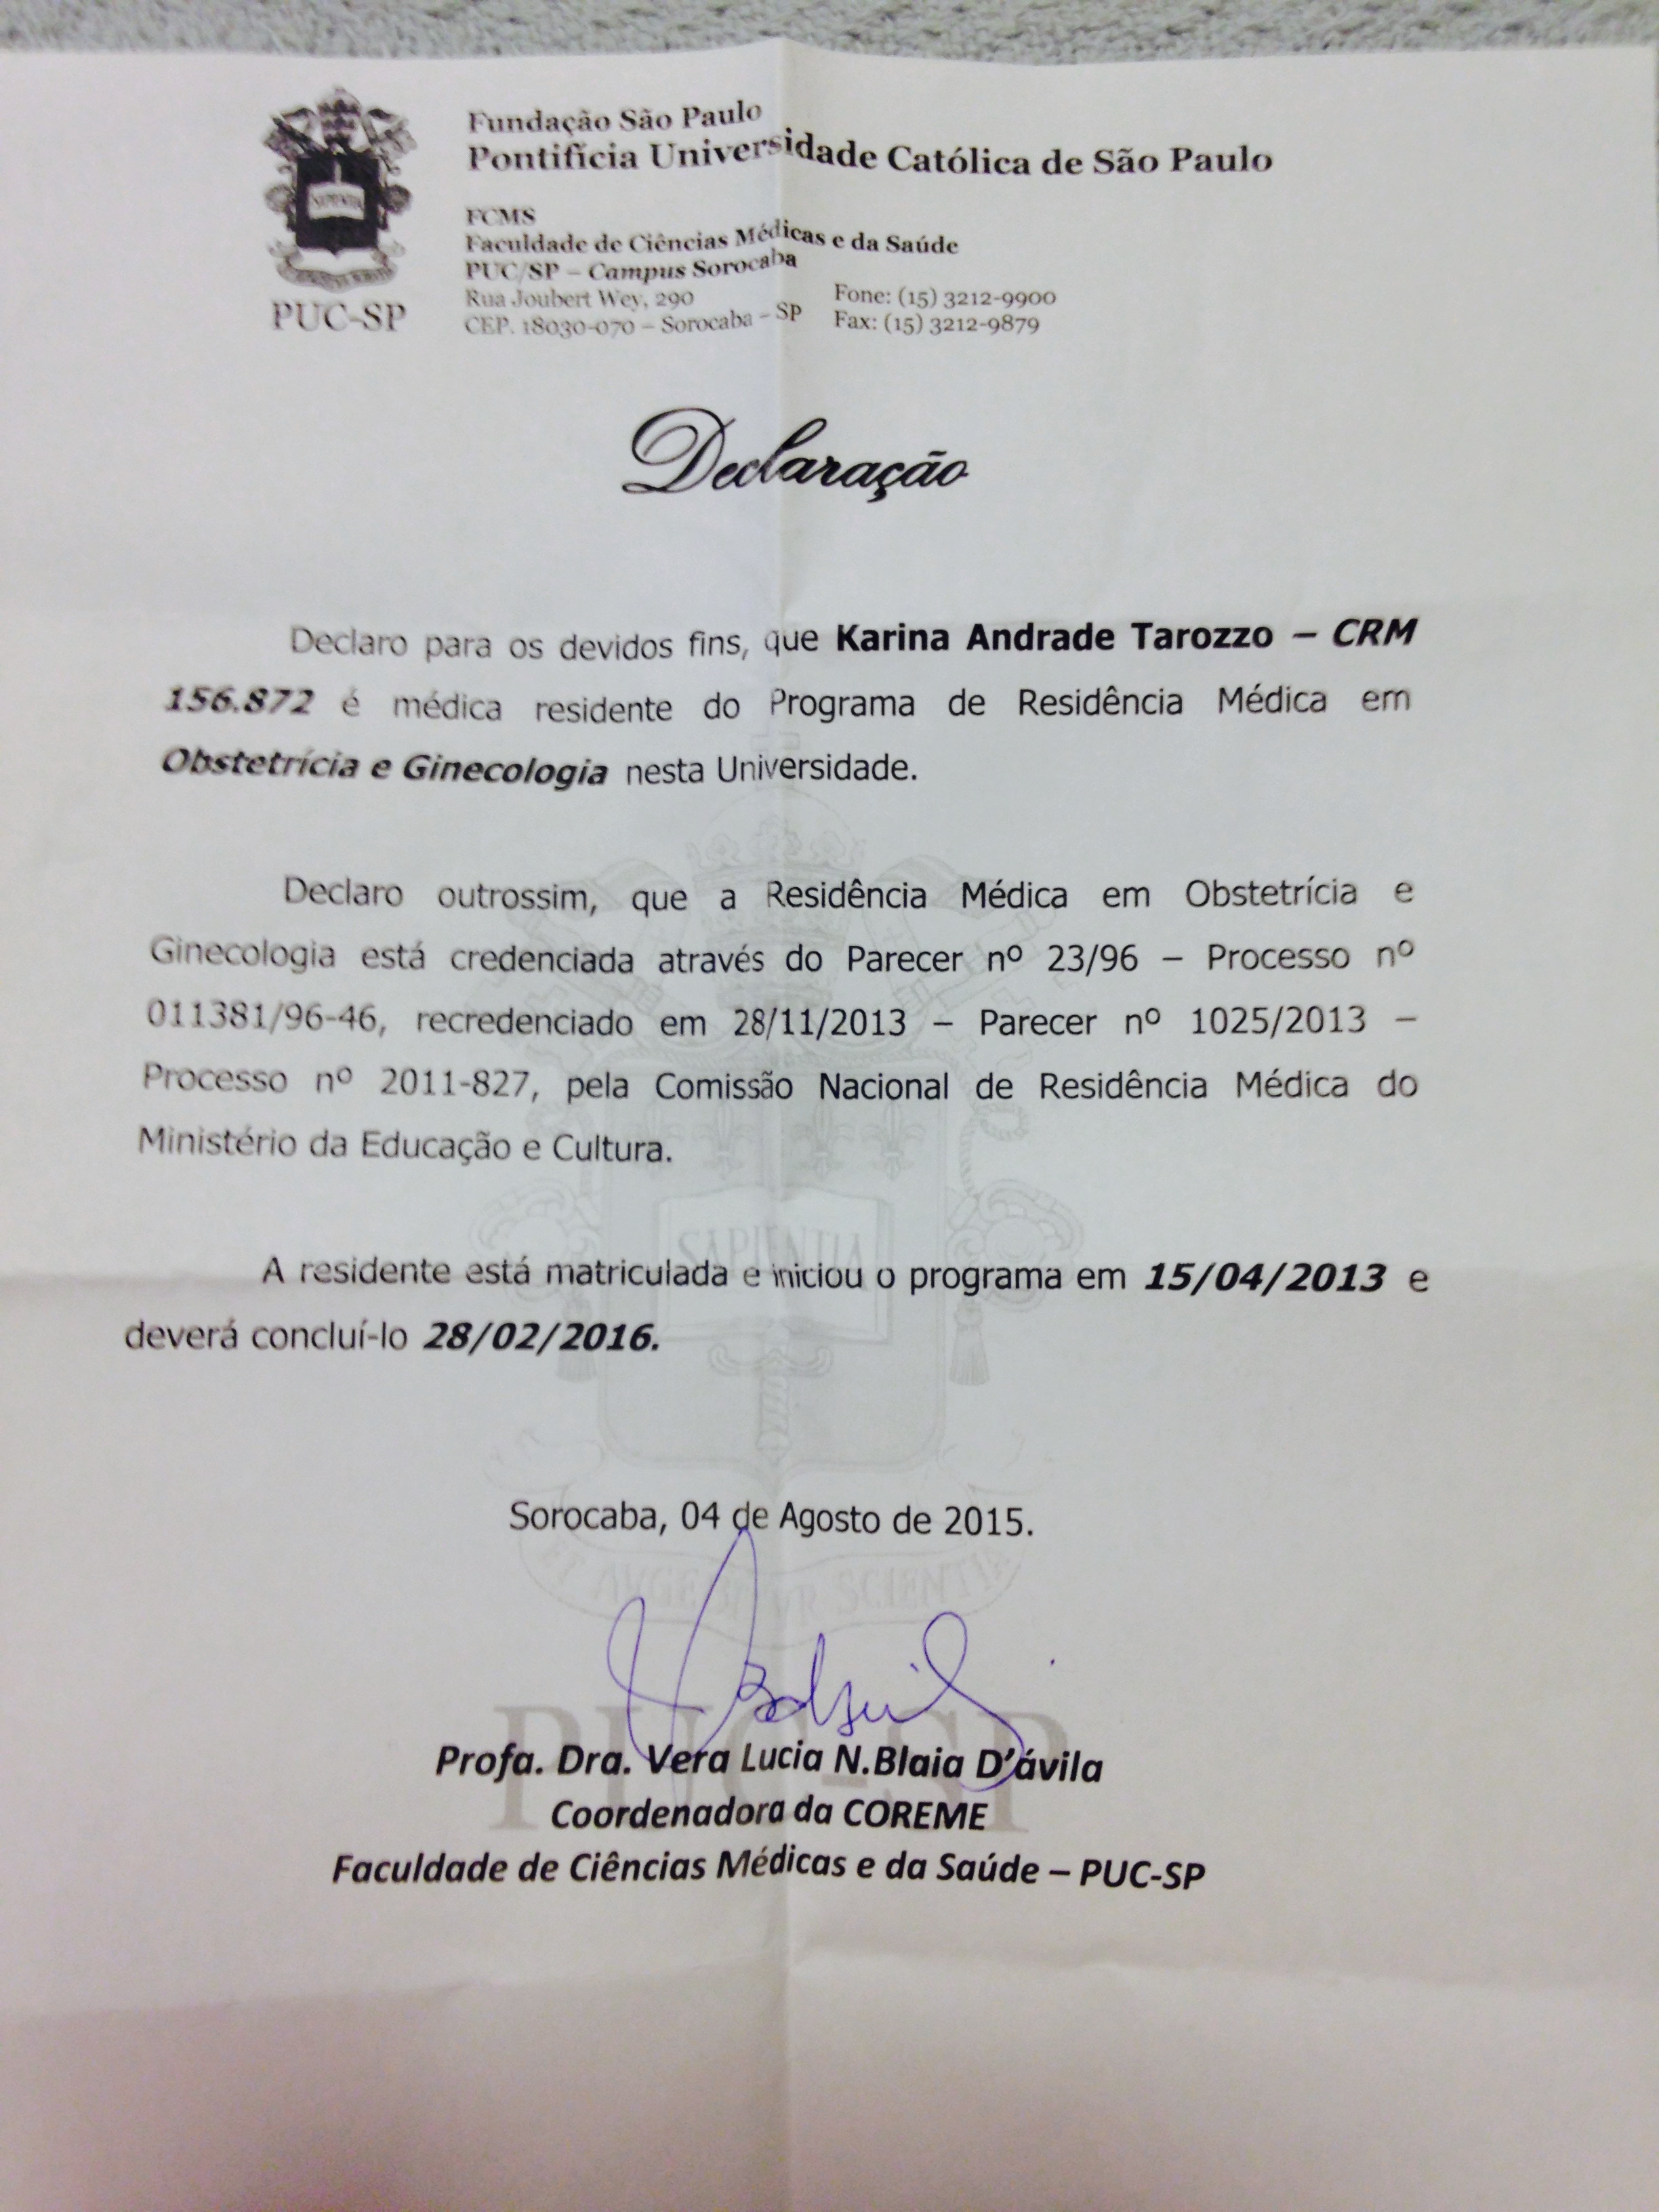 Fundação São Paulo
Pontifícia Universidade Católica de São Paulo
FCMS
Faculdade de Ciências Médicas e da Saúde
PUC/SP – Campus Sorocaba
Rua Joubert Wey, 290 Fone: (15) 3212-9900
CEP. 18030-070 – Sorocaba – SP Fax: (15) 3212-9879
SAPIENTIA
PUC-SP
Declaração
Declaro para os devidos fins, que Karina Andrade Tarozzo – CRM
156.872 é médica residente do Programa de Residência Médica em
Obstetrícia e Ginecologia nesta Universidade.
Declaro outrossim, que a Residência Médica em Obstetrícia e
Ginecologia está credenciada através do Parecer nº 23/96 – Processo nº
011381/96-46, recredenciado em 28/11/2013 – Parecer nº 1025/2013 –
Processo nº 2011-827, pela Comissão Nacional de Residência Médica do
Ministério da Educação e Cultura.
SAPIENTIA
A residente está matriculada e iniciou o programa em 15/04/2013 e
deverá concluí-lo 28/02/2016.
Sorocaba, 04 de Agosto de 2015.
ET AVGEBITVR SCIENTIA
PUC-SP
Profa. Dra. Vera Lucia N.Blaia D'ávila
Coordenadora da COREME
Faculdade de Ciências Médicas e da Saúde – PUC-SP